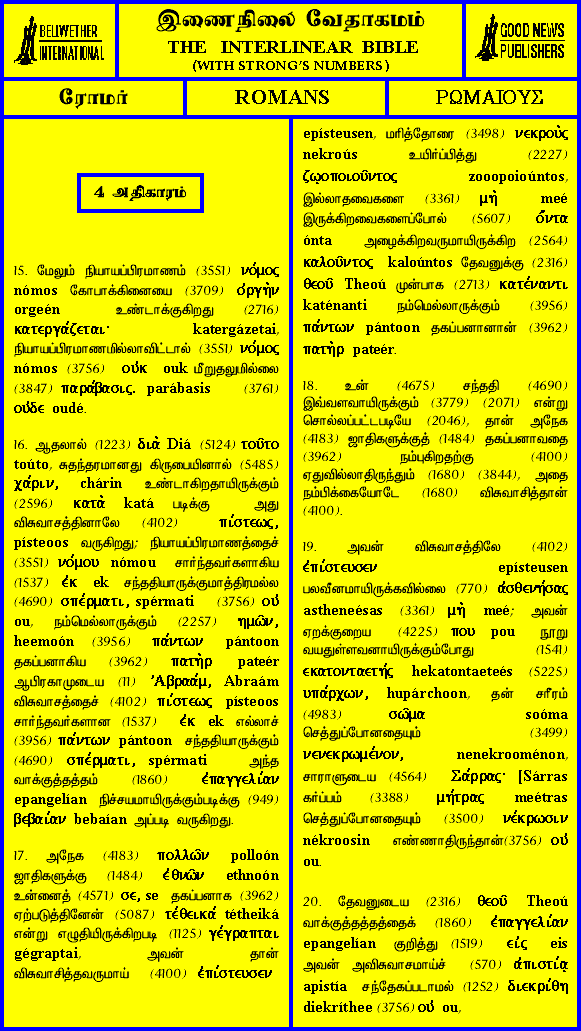 BELLWETHER
INTERNATIONAL
இணைநிலை வேதாகமம்
THE INTERLINEAR BIBLE
(WITH STRONG'S NUMBERS)
GOOD NEWS
PUBLISHERS
ரோமர்
ROMANS
ΡΩΜΑΙΟΥΣ
4 அதிகாரம்
15. மேலும் நியாயப்பிரமாணம் (3551) νόμος
nómos கோபாக்கினையை (3709) ὀργὴν
orgeén உண்டாக்குகிறது (2716)
κατεργάζεται· katergázetai,
நியாயப்பிரமாணமில்லாவிட்டால் (3551) νόμος
nómos (3756) οὐκ ouk மீறுதலுமில்லை
(3847) παράβασις. parábasis (3761)
οὐδε oudé.
16. ஆதலால் (1223) διὰ Diá (5124) τοῦτο
toúto, சுதந்தரமானது கிருபையினால் (5485)
χάριν, chárin உண்டாகிறதாயிருக்கும்
(2596) κατὰ katá படிக்கு அது
விசுவாசத்தினாலே (4102) πίστεως,
písteoos வருகிறது; நியாயப்பிரமாணத்தைச்
(3551) νόμου nómou சார்ந்தவர்களாகிய
(1537) ἐκ ek சந்ததியாருக்குமாத்திரமல்ல
(4690) σπέρματι, spérmati (3756) οὐ
ou, நம்மெல்லாருக்கும் (2257) ημῶν,
heemoón (3956) πάντων pántoon
தகப்பனாகிய (3962) πατὴρ pateér
ஆபிரகாமுடைய (11) Ἀβραάμ, Abraám
விசுவாசத்தைச் (4102) πίστεως písteoos
சார்ந்தவர்களான (1537) ἐκ ek எல்லாச்
(3956) πάντων pántoon சந்ததியாருக்கும்
(4690) σπέρματι, spérmati அந்த
வாக்குத்தத்தம் (1860) ἐπαγγελίαν
epangelían நிச்சயமாயிருக்கும்படிக்கு (949)
βεβαίαν bebaían அப்படி வருகிறது.
17. அநேக (4183) πολλῶν polloón
ஜாதிகளுக்கு (1484) ἐθνῶν ethnoón
உன்னைத் (4571) σε, se தகப்பனாக (3962)
ஏற்படுத்தினேன் (5087) τέθεικά tétheiká
என்று எழுதியிருக்கிறபடி (1125) γέγραπται
gégraptai, அவன் தான்
விசுவாசித்தவருமாய் (4100) ἐπίστευσεν
epísteusen, மரித்தோரை (3498) νεκροὺς
nekroús உயிர்ப்பித்து (2227)
ζῳοποιοῦντος zooopoioúntos,
இல்லாதவைகளை (3361) μὴ meé
இருக்கிறவைகளைப்போல் (5607) ὄντα
ónta அழைக்கிறவருமாயிருக்கிற (2564)
καλοῦντος kaloúntos தேவனுக்கு (2316)
θεοῦ Theoú முன்பாக (2713) κατέναντι
katénanti நம்மெல்லாருக்கும் (3956)
πάντων pántoon தகப்பனானான் (3962)
πατὴρ pateér.
18. உன் (4675) சந்ததி (4690)
இவ்வளவாயிருக்கும் (3779) (2071) என்று
சொல்லப்பட்டபடியே (2046), தான் அநேக
(4183) ஜாதிகளுக்குத் (1484) தகப்பனாவதை
(3962) நம்புகிறதற்கு (4100)
ஏதுவில்லாதிருந்தும் (1680) (3844), அதை
நம்பிக்கையோடே (1680) விசுவாசித்தான்
(4100).
19. அவன் விசுவாசத்திலே (4102)
ἐπίστευσεν epísteusen
பலவீனமாயிருக்கவில்லை (770) ἀσθενήσας
astheneésas (3361) μὴ meé; அவன்
ஏறக்குறைய (4225) που pou நூறு
வயதுள்ளவனாயிருக்கும்போது (1541)
εκατονταετής hekatontaeteés (5225)
υπάρχων, hupárchoon, தன் சரீரம்
(4983) σῶμα soóma
செத்துப்போனதையும் (3499)
νενεκρωμένον, nenekrooménon,
சாராளுடைய (4564) Σάρρας· [Sárras
கர்ப்பம் (3388) μήτρας meétras
செத்துப்போனதையும் (3500) νέκρωσιν
nékroosin எண்ணாதிருந்தான்(3756) οὐ
ou.
20. தேவனுடைய (2316) θεοῦ Theoú
வாக்குத்தத்தத்தைக் (1860) ἐπαγγελίαν
epangelían குறித்து (1519) εἰς eis
அவன் அவிசுவாசமாய்ச் (570) ἀπιστίᾳ
apistía சந்தேகப்படாமல் (1252) διεκρίθη
diekríthee (3756) οὐ ou,